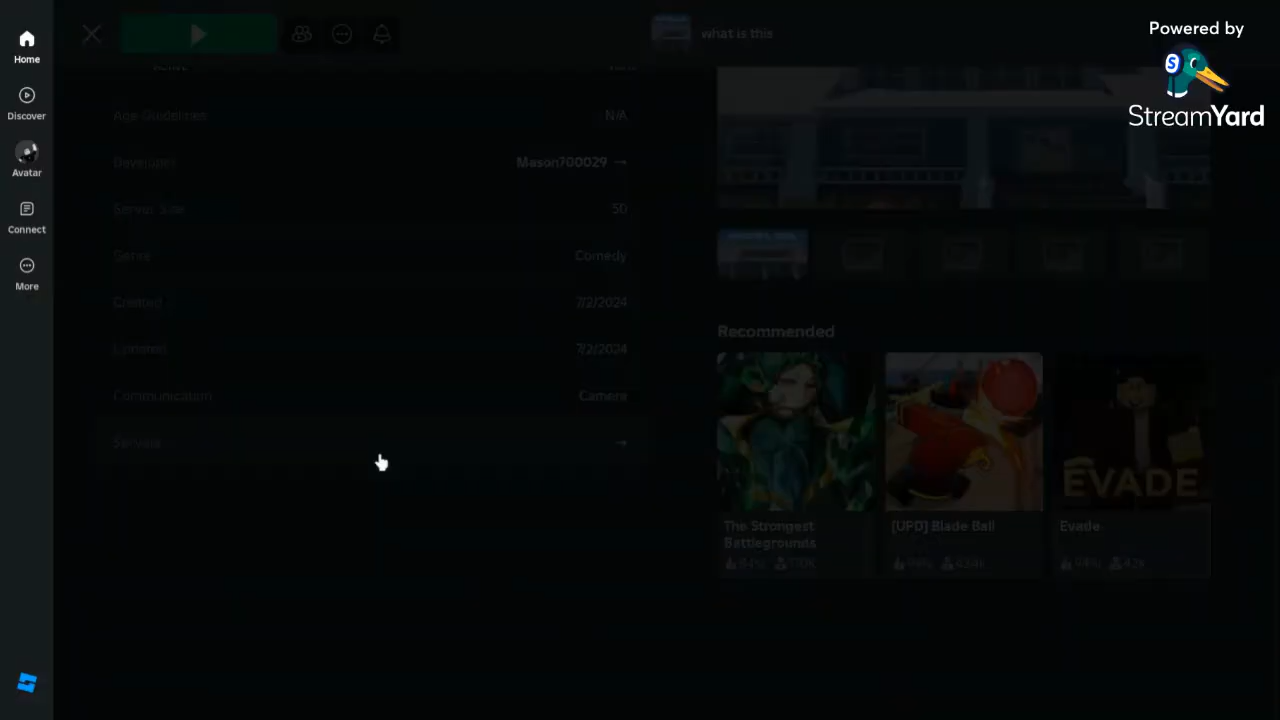 Home
Discover
Avatar
Connect
More
what is this
Powered by
StreamYard
Age Guidelines
N/A
Developer
Mason700029 →
Server Size
50
Genre
Comedy
Created
7/2/2024
Updated
7/2/2024
Communication
Camera
Servers
→
Recommended
EVADE
The Strongest
Battlegrounds
[UPD] Blade Ball
Evade
94%
42K